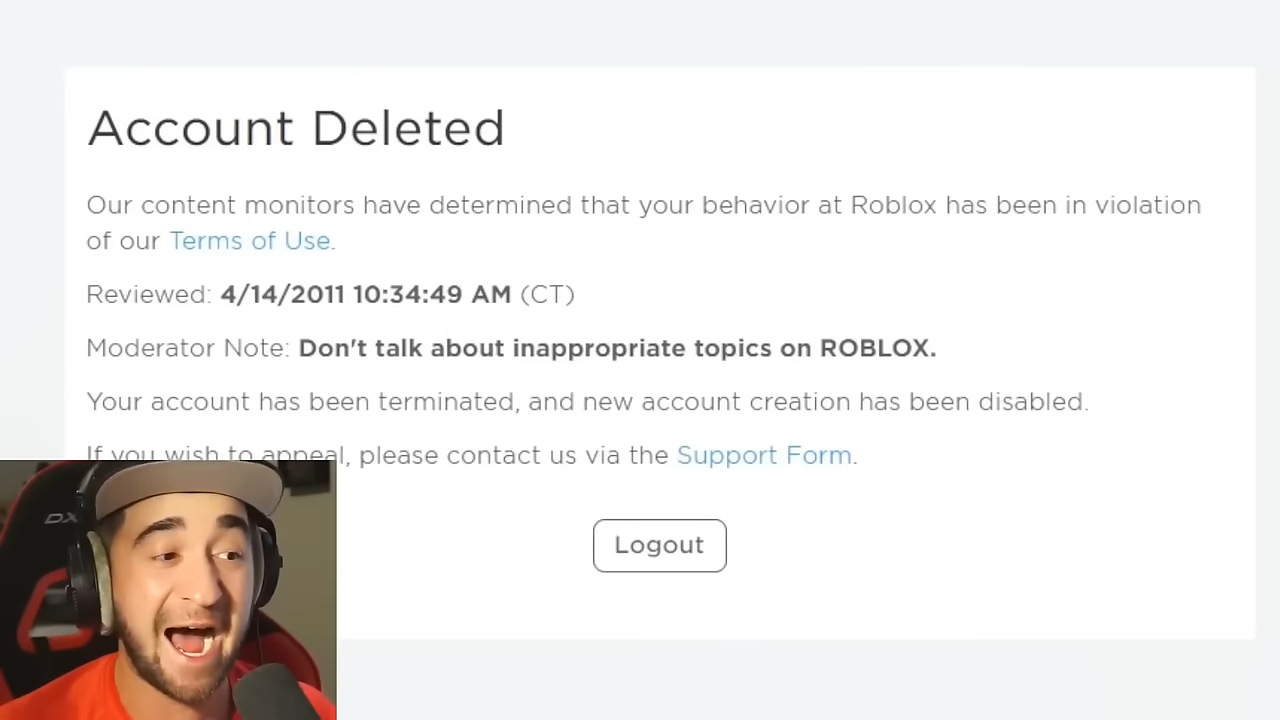 Account Deleted
Our content monitors have determined that your behavior at Roblox has been in violation
of our Terms of Use.
Reviewed: 4/14/2011 10:34:49 AM (CT)
Moderator Note: Don't talk about inappropriate topics on ROBLOX.
Your account has been terminated, and new account creation has been disabled.
If you wish to appeal, please contact us via the Support Form.
Logout
DX